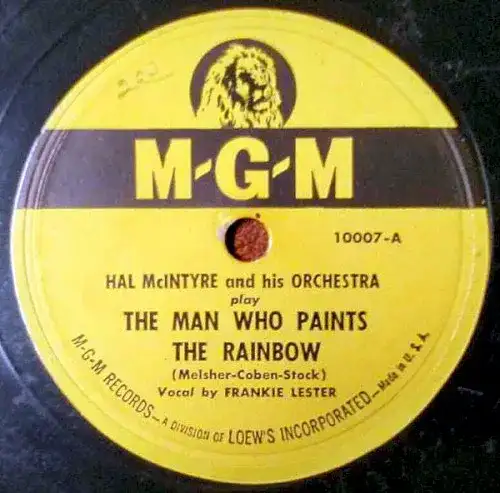 M-G-M
10007-A
HAL McINTYRE and his ORCHESTRA
play
THE MAN WHO PAINTS
THE RAINBOW
(Melsher-Coben-Stock)
Vocal by FRANKIE LESTER
M-G-M RECORDS—A DIVISION OF LOEW'S INCORPORATED.—Made in U.S.A.